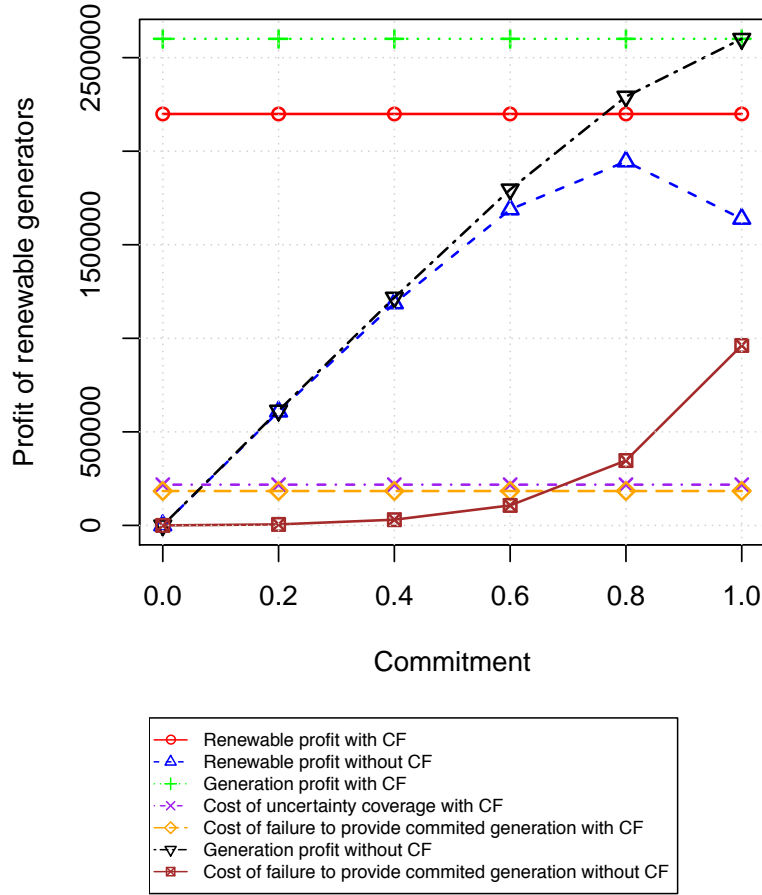 Profit of renewable generators
2500000
1500000
500000
0
0.0 0.2 0.4 0.6 0.8 1.0
Commitment
Renewable profit with CF
Renewable profit without CF
Generation profit with CF
Cost of uncertainty coverage with CF
Cost of failure to provide commited generation with CF
Generation profit without CF
Cost of failure to provide commited generation without CF